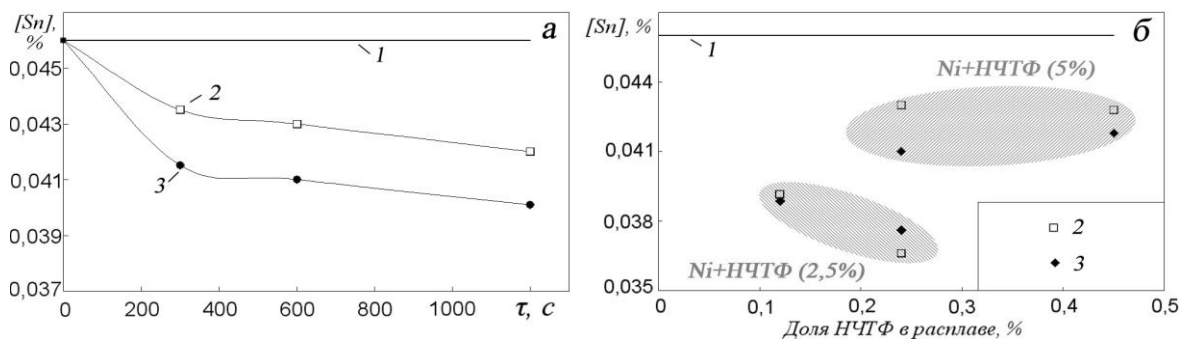 [Sn], %
а
1
0,045
2
0,043
3
0,041
0,039
0,037
0 200 400 600 800 1000 τ, с
[Sn], %
б
1
Ni+НЧТФ (5%)
0,044
0,041
0,038
2
Ni+НЧТФ (2,5%)
3
0,035
0 0,1 0,2 0,3 0,4 0,5
Доля НЧТФ в расплаве, %